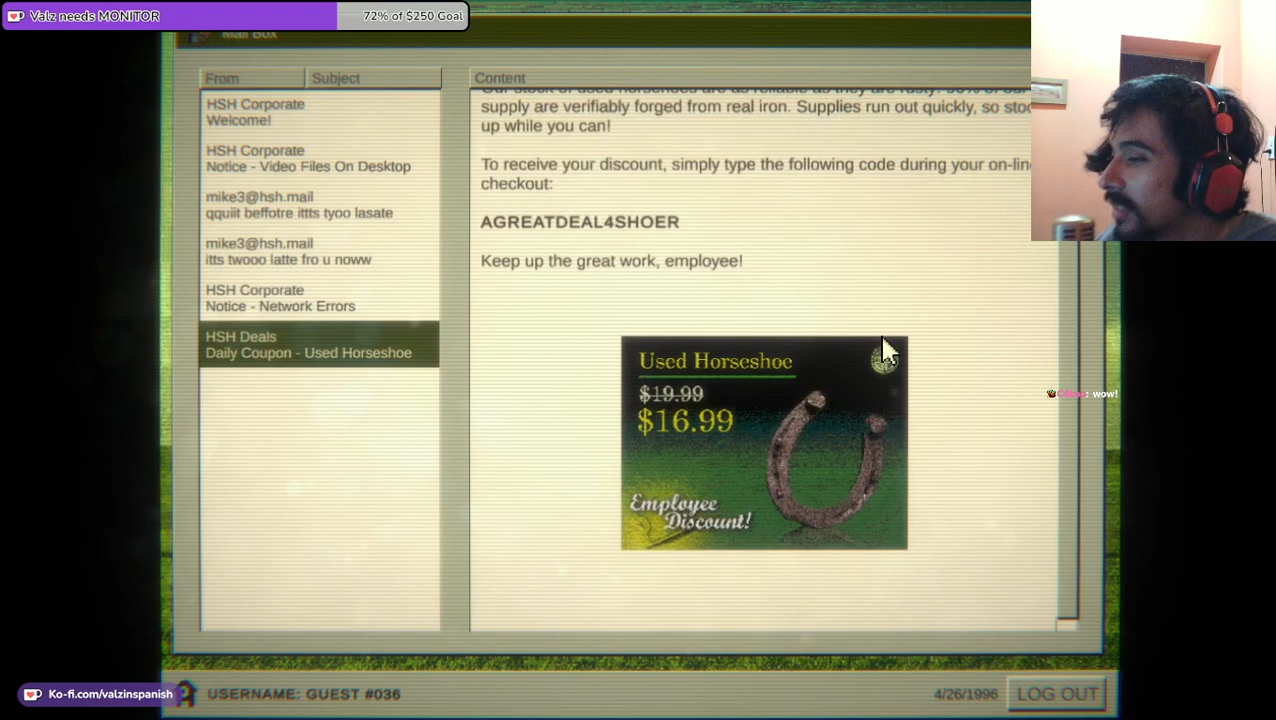 Valz needs MONITOR
72% of $250 Goal
Mail Box
From
Subject
Content
HSH Corporate
Welcome!
HSH Corporate
Notice - Video Files On Desktop
mike3@hsh.mail
qquiit beffotre ittts tyoo lasate
mike3@hsh.mail
itts twooo latte fro u noww
HSH Corporate
Notice - Network Errors
HSH Deals
Daily Coupon - Used Horseshoe
supply are verifiably forged from real iron. Supplies run out quickly, so stoc
up while you can!
To receive your discount, simply type the following code during your on-line
checkout:
AGREATDEAL4SHOER
Keep up the great work, employee!
Used Horseshoe
$19.99
$16.99
Employee
Discount!
: wow!
Ko-fi.com/valzinspanish
USERNAME: GUEST #036
4/26/1996
LOG OUT